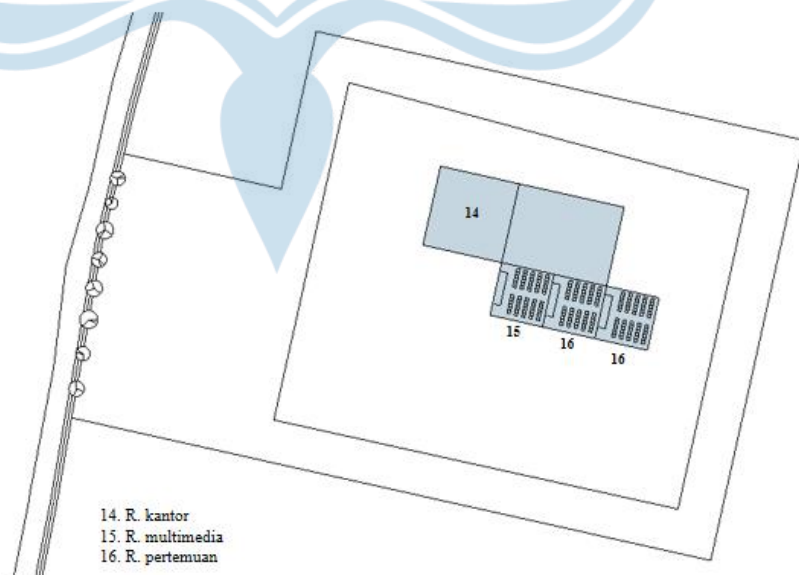 14
15
16
16
14. R. kantor
15. R. multimedia
16. R. pertemuan